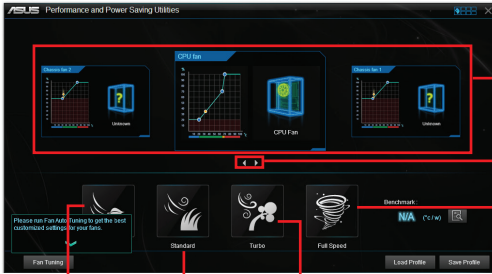 ASUS Performance and Power Saving Utilities
CPU fan
Chassis fan 2
Chassis fan 1
Unknown
CPU Fan
Unknown
Benchmark:
N/A (°c/w)
Please run Fan Auto Tuning to get the best
customized settings for your fans.
Standard
Turbo
Full Speed
Fan Tuning
Load Profile
Save Profile